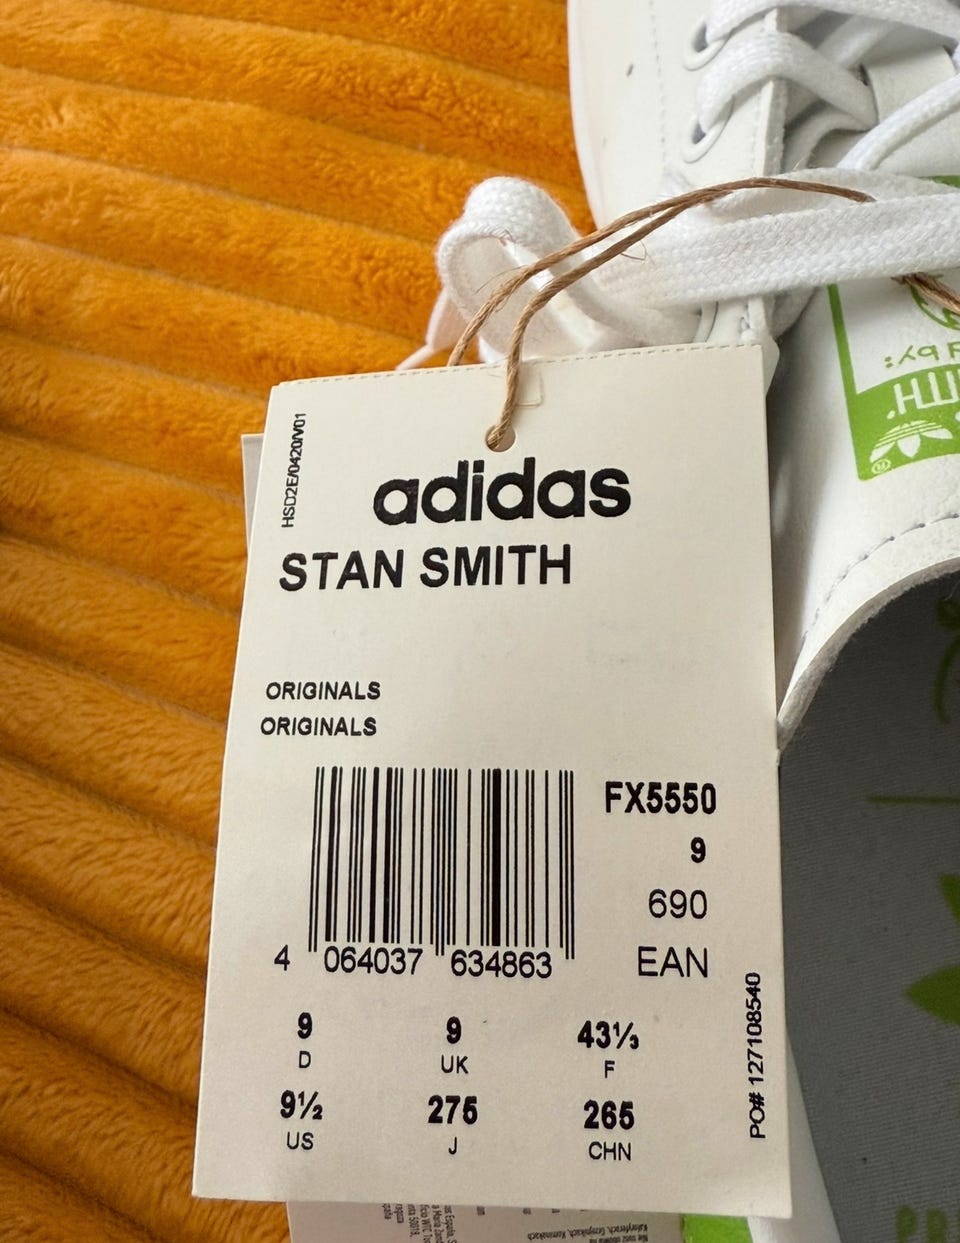 HSD2E/0420/V01
adidas
STAN SMITH
ORIGINALS
ORIGINALS
FX5550
9
690
4 064037 634863 EAN
9 9 43⅓
D UK F
9½ 275 265
US J CHN
PO# 127108540